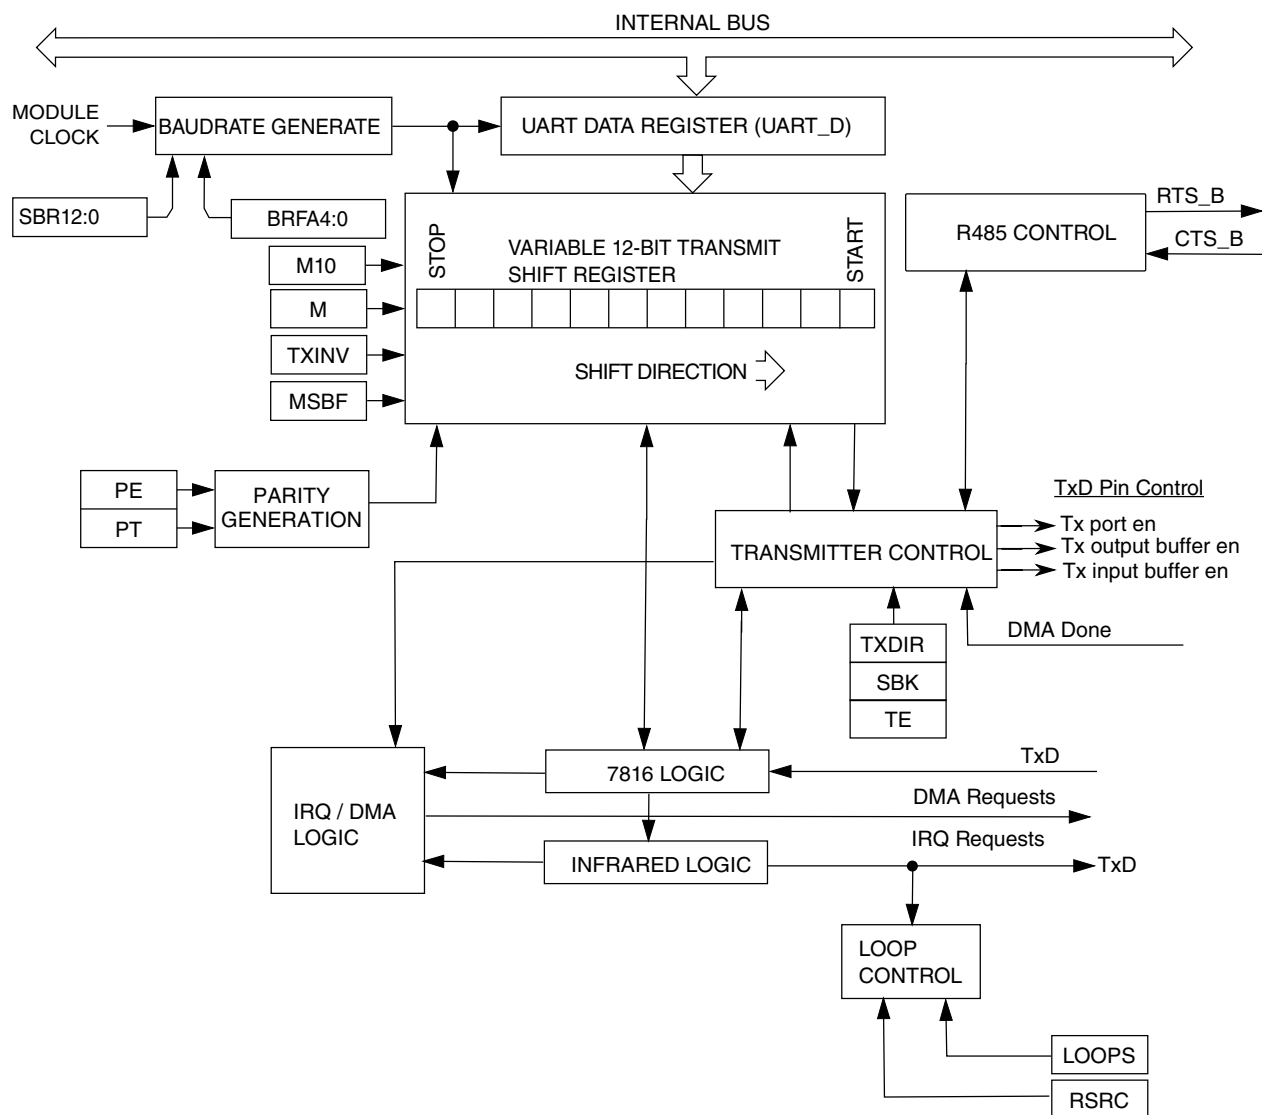 INTERNAL BUS
MODULE
CLOCK
BAUDRATE GENERATE
UART DATA REGISTER (UART_D)
SBR12:0
BRFA4:0
STOP
VARIABLE 12-BIT TRANSMIT
SHIFT REGISTER
START
R485 CONTROL
RTS_B
CTS_B
M10
M
TXINV
SHIFT DIRECTION
MSBF
PE
PT
PARITY
GENERATION
TxD Pin Control
TRANSMITTER CONTROL
Tx port en
Tx output buffer en
Tx input buffer en
TXDIR
SBK
TE
DMA Done
7816 LOGIC
TxD
IRQ / DMA
LOGIC
DMA Requests
IRQ Requests
INFRARED LOGIC
TxD
LOOP
CONTROL
LOOPS
RSRC